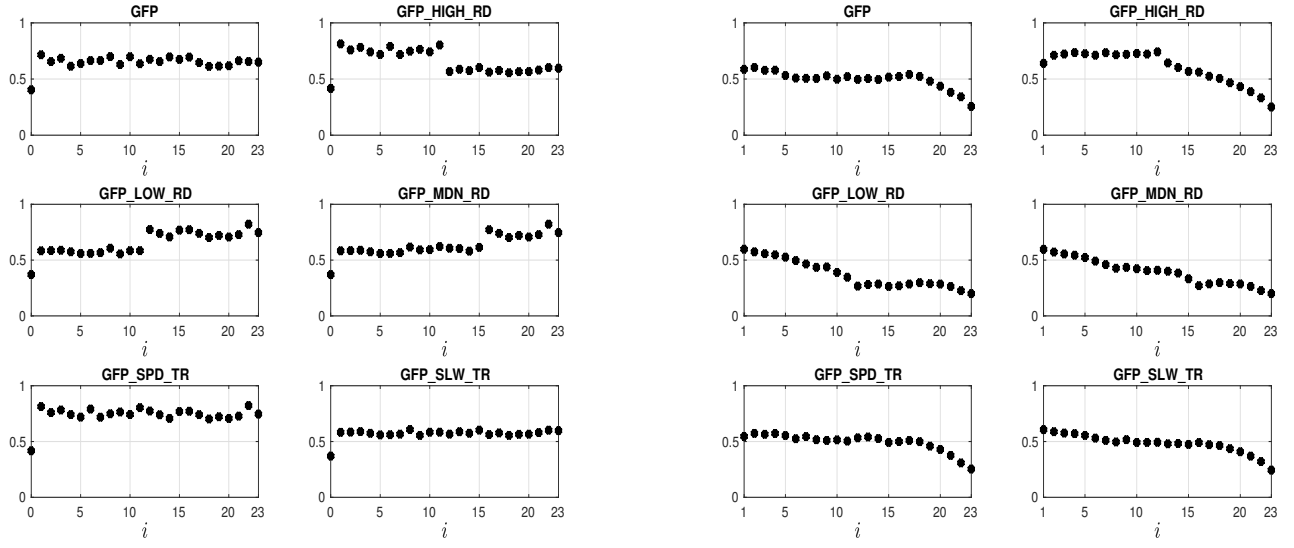 GFP GFP_HIGH_RD GFP GFP_HIGH_RD
1 1 1 1
0.5 0.5 0.5 0.5
0 0 0 0
0 5 10 15 20 23 0 5 10 15 20 23 1 5 10 15 20 23 1 5 10 15 20 23
i i i i
GFP_LOW_RD GFP_MDN_RD GFP_LOW_RD GFP_MDN_RD
1 1 1 1
0.5 0.5 0.5 0.5
0 0 0 0
0 5 10 15 20 23 0 5 10 15 20 23 1 5 10 15 20 23 1 5 10 15 20 23
i i i i
GFP_SPD_TR GFP_SLW_TR GFP_SPD_TR GFP_SLW_TR
1 1 1 1
0.5 0.5 0.5 0.5
0 0 0 0
0 5 10 15 20 23 0 5 10 15 20 23 1 5 10 15 20 23 1 5 10 15 20 23
i i i i